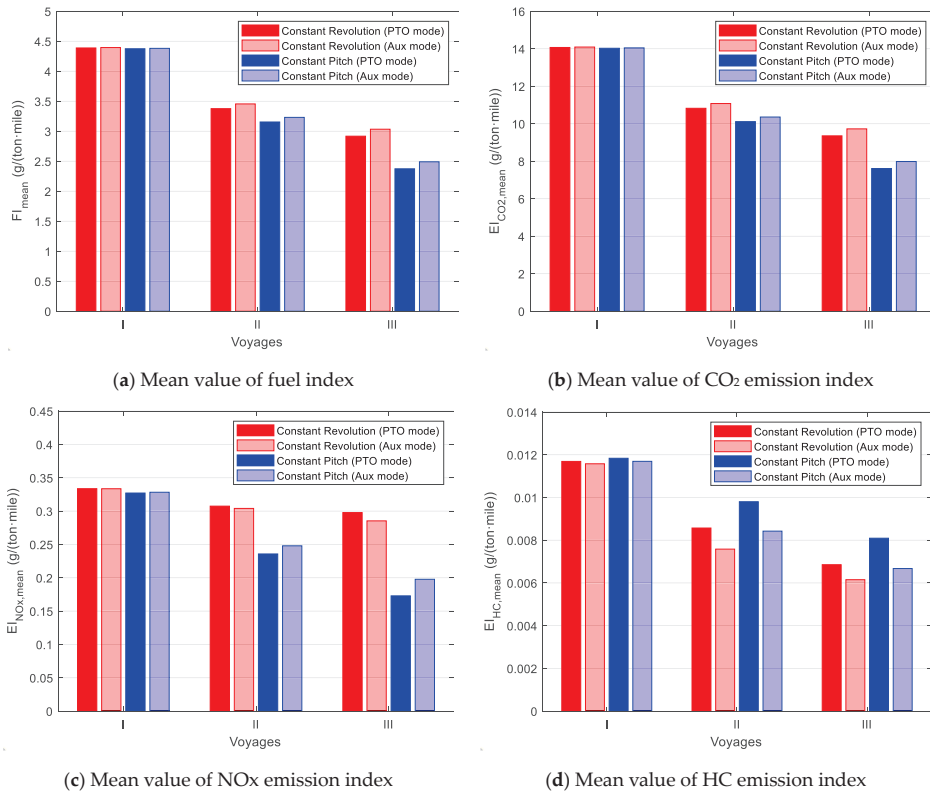 4.5
4
3.5
3
2.5
2
1.5
1
0.5
0
FI_mean (g/(ton·mile))
Constant Revolution (PTO mode)
Constant Revolution (Aux mode)
Constant Pitch (PTO mode)
Constant Pitch (Aux mode)
I II III
Voyages
(a) Mean value of fuel index
16
14
12
10
8
6
4
2
0
EI_CO2,mean (g/(ton·mile))
Constant Revolution (PTO mode)
Constant Revolution (Aux mode)
Constant Pitch (PTO mode)
Constant Pitch (Aux mode)
I II III
Voyages
(b) Mean value of CO₂ emission index
0.45
0.4
0.35
0.3
0.25
0.2
0.15
0.1
0.05
0
EI_NOx,mean (g/(ton·mile))
Constant Revolution (PTO mode)
Constant Revolution (Aux mode)
Constant Pitch (PTO mode)
Constant Pitch (Aux mode)
I II III
Voyages
(c) Mean value of NOx emission index
0.014
0.012
0.01
0.008
0.006
0.004
0.002
0
EI_HC,mean (g/(ton·mile))
Constant Revolution (PTO mode)
Constant Revolution (Aux mode)
Constant Pitch (PTO mode)
Constant Pitch (Aux mode)
I II III
Voyages
(d) Mean value of HC emission index